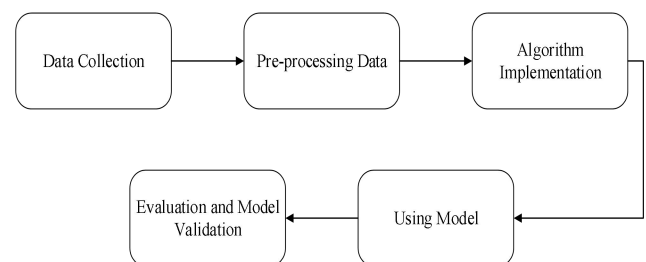 Data Collection
Pre-processing Data
Algorithm
Implementation
Evaluation and Model
Validation
Using Model